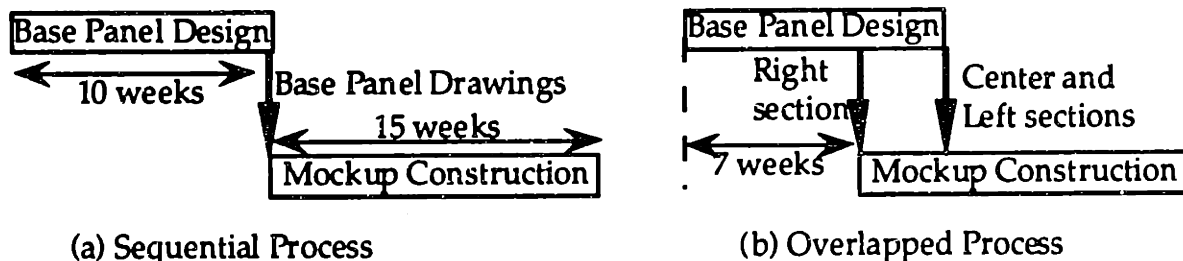 Base Panel Design
10 weeks
Base Panel Drawings
15 weeks
Mockup Construction
(a) Sequential Process
Base Panel Design
Right
section
Center and
Left sections
7 weeks
Mockup Construction
(b) Overlapped Process